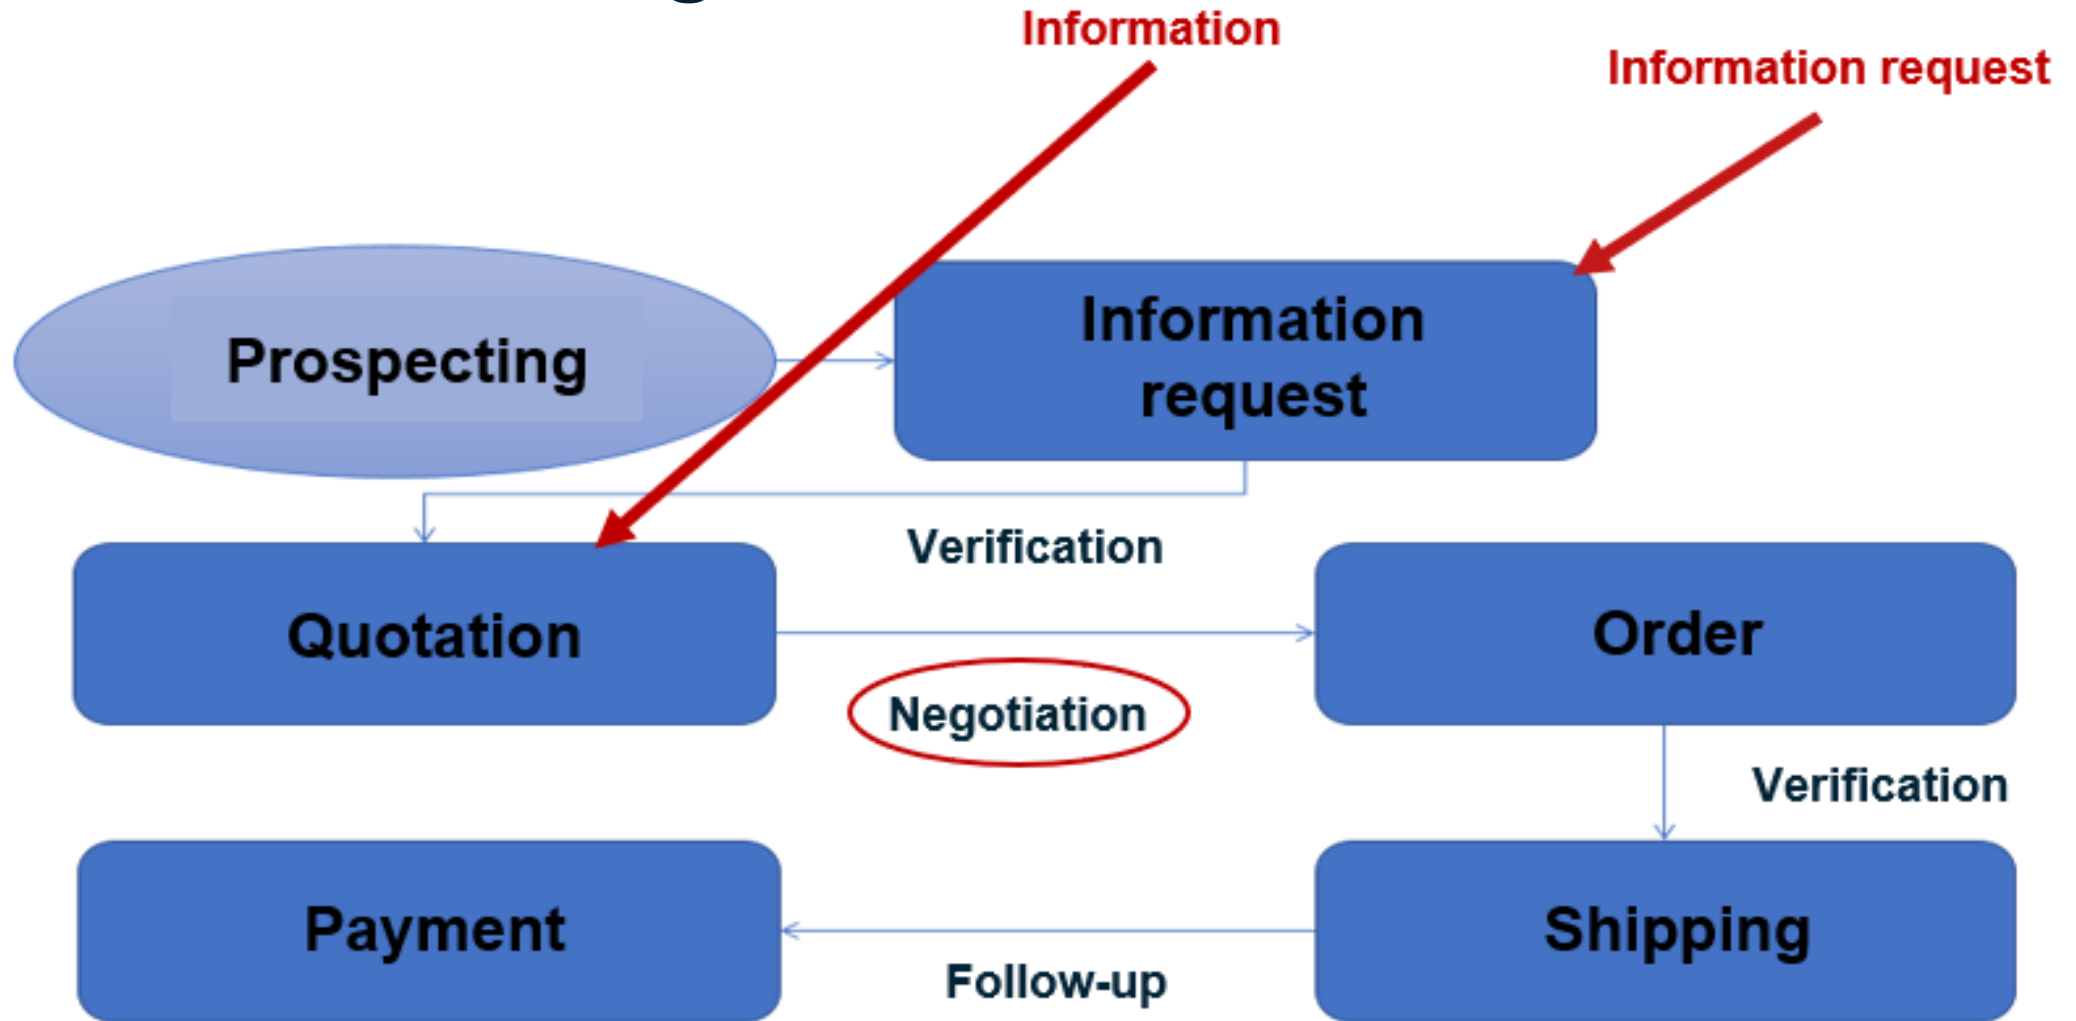 Information
Information request
Prospecting
Information
request
Verification
Quotation
Order
Negotiation
Verification
Payment
Shipping
Follow-up